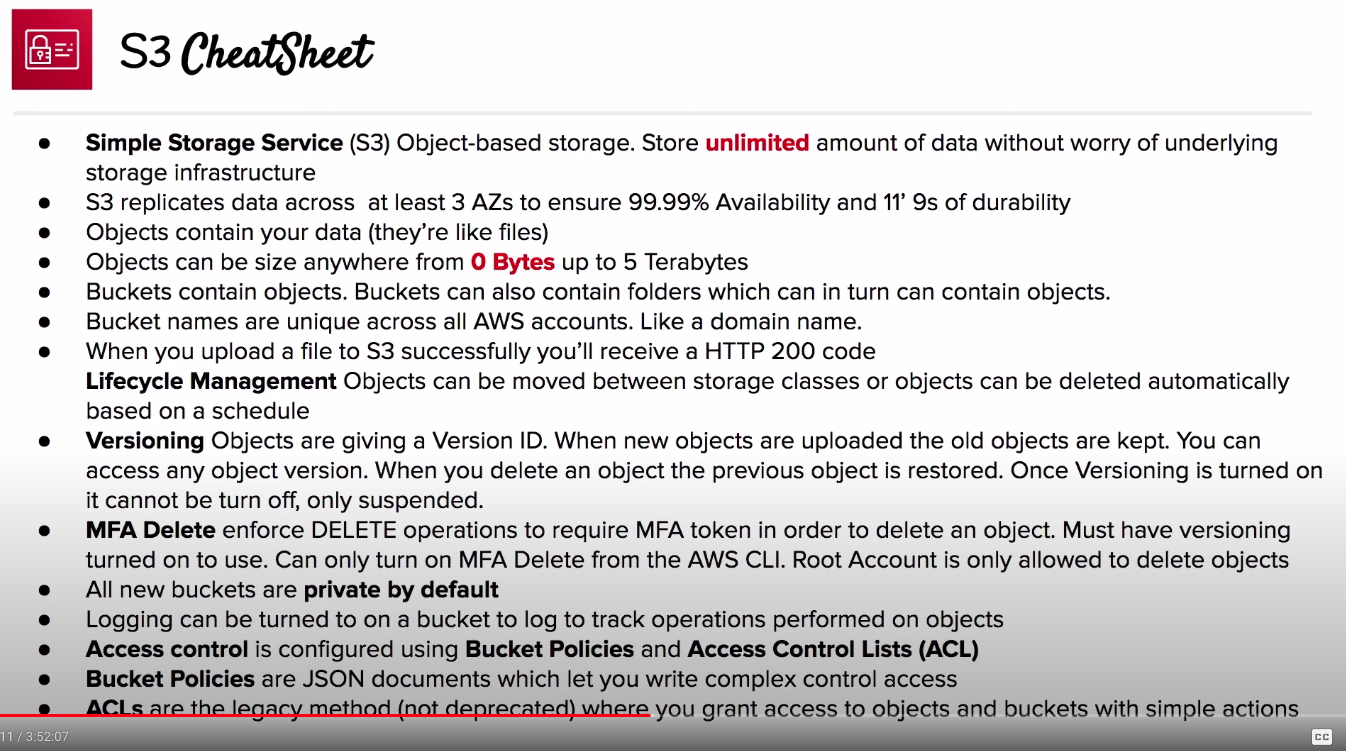 S3 CheatSheet
● Simple Storage Service (S3) Object-based storage. Store unlimited amount of data without worry of underlying
storage infrastructure
● S3 replicates data across  at least 3 AZs to ensure 99.99% Availability and 11’ 9s of durability
● Objects contain your data (they’re like files)
● Objects can be size anywhere from 0 Bytes up to 5 Terabytes
● Buckets contain objects. Buckets can also contain folders which can in turn can contain objects.
● Bucket names are unique across all AWS accounts. Like a domain name.
● When you upload a file to S3 successfully you’ll receive a HTTP 200 code
Lifecycle Management Objects can be moved between storage classes or objects can be deleted automatically
based on a schedule
● Versioning Objects are giving a Version ID. When new objects are uploaded the old objects are kept. You can
access any object version. When you delete an object the previous object is restored. Once Versioning is turned on
it cannot be turn off, only suspended.
● MFA Delete enforce DELETE operations to require MFA token in order to delete an object. Must have versioning
turned on to use. Can only turn on MFA Delete from the AWS CLI. Root Account is only allowed to delete objects
● All new buckets are private by default
● Logging can be turned to on a bucket to log to track operations performed on objects
● Access control is configured using Bucket Policies and Access Control Lists (ACL)
● Bucket Policies are JSON documents which let you write complex control access
● ACLs are the legacy method (not deprecated) where you grant access to objects and buckets with simple actions
11 / 3:52:07
CC